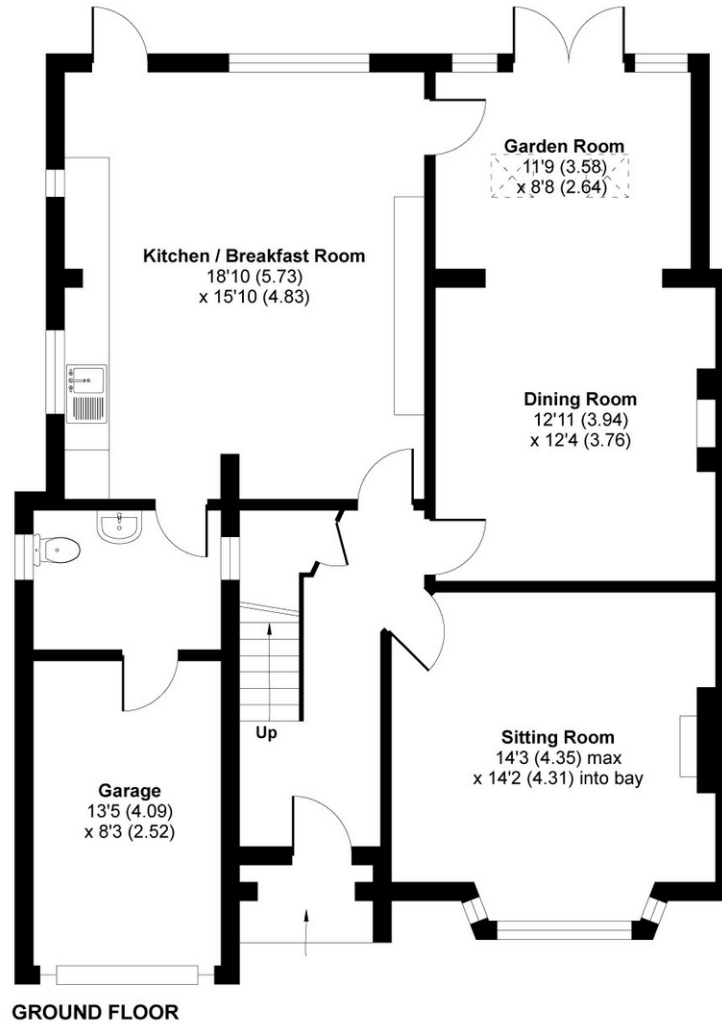 Garden Room
11'9 (3.58)
x 8'8 (2.64)
Kitchen / Breakfast Room
18'10 (5.73)
x 15'10 (4.83)
Dining Room
12'11 (3.94)
x 12'4 (3.76)
Up
Sitting Room
14'3 (4.35) max
x 14'2 (4.31) into bay
Garage
13'5 (4.09)
x 8'3 (2.52)
GROUND FLOOR